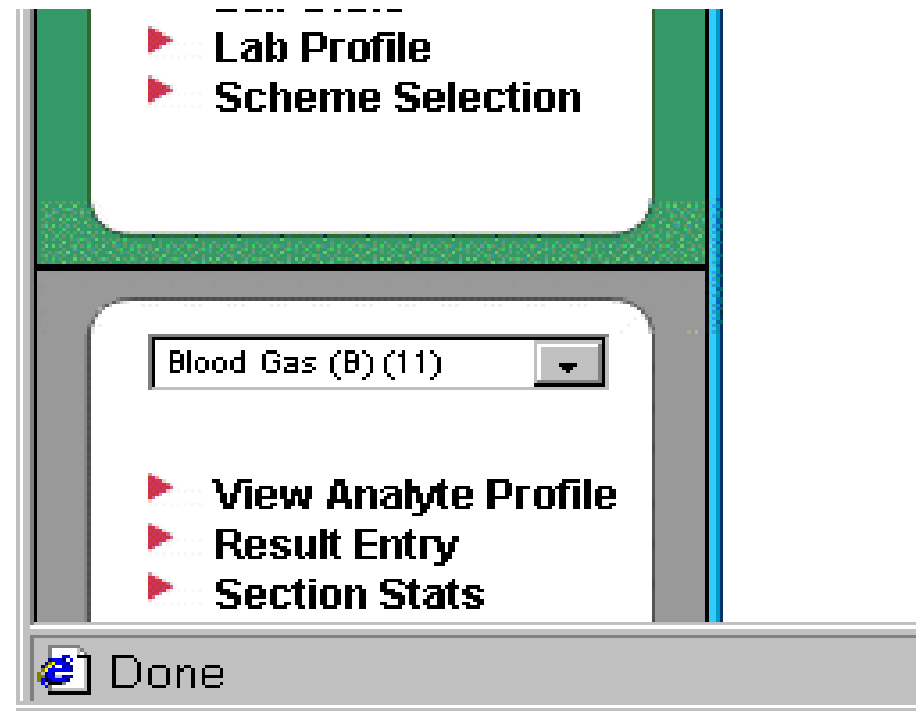 Lab Profile
Scheme Selection
Blood Gas (B) (11)
View Analyte Profile
Result Entry
Section Stats
Done